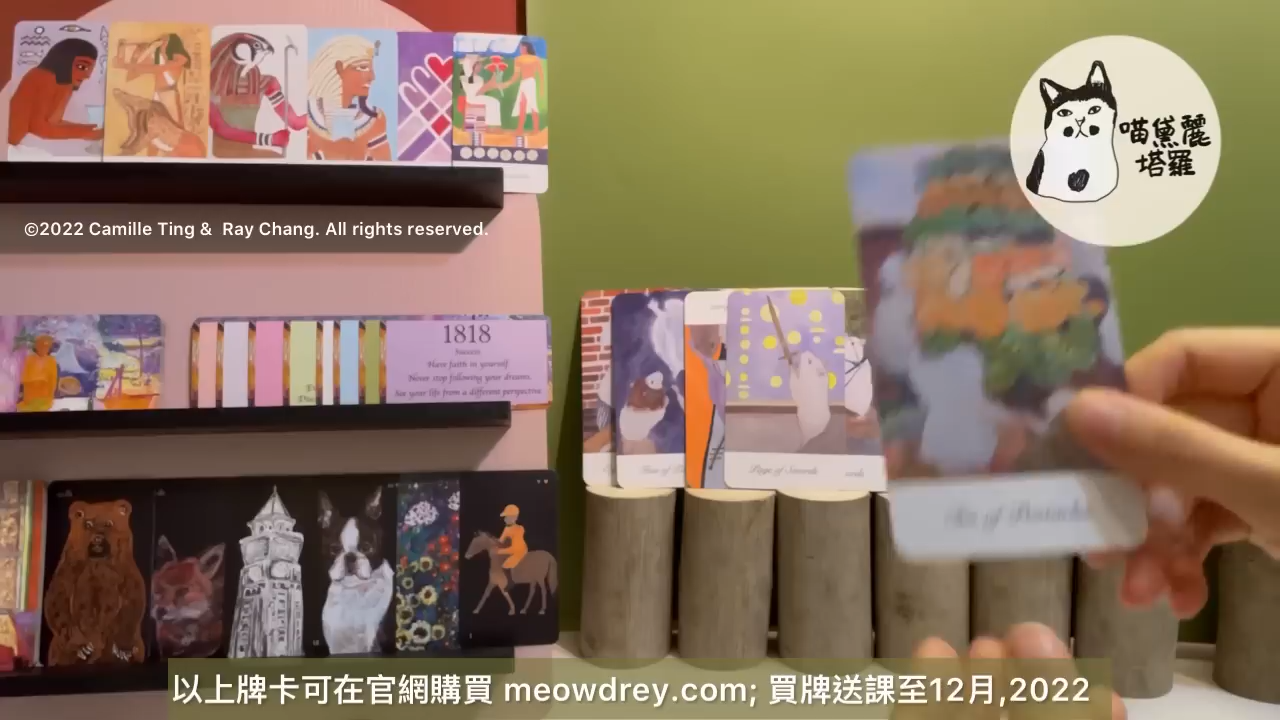 喵黛麗
塔羅
©2022 Camille Ting & Ray Chang. All rights reserved.
1818
Success
Have faith in yourself
Never stop following your dreams.
See your life from a different perspective
Page of Swords
以上牌卡可在官網購買 meowdrey.com; 買牌送課至12月,2022